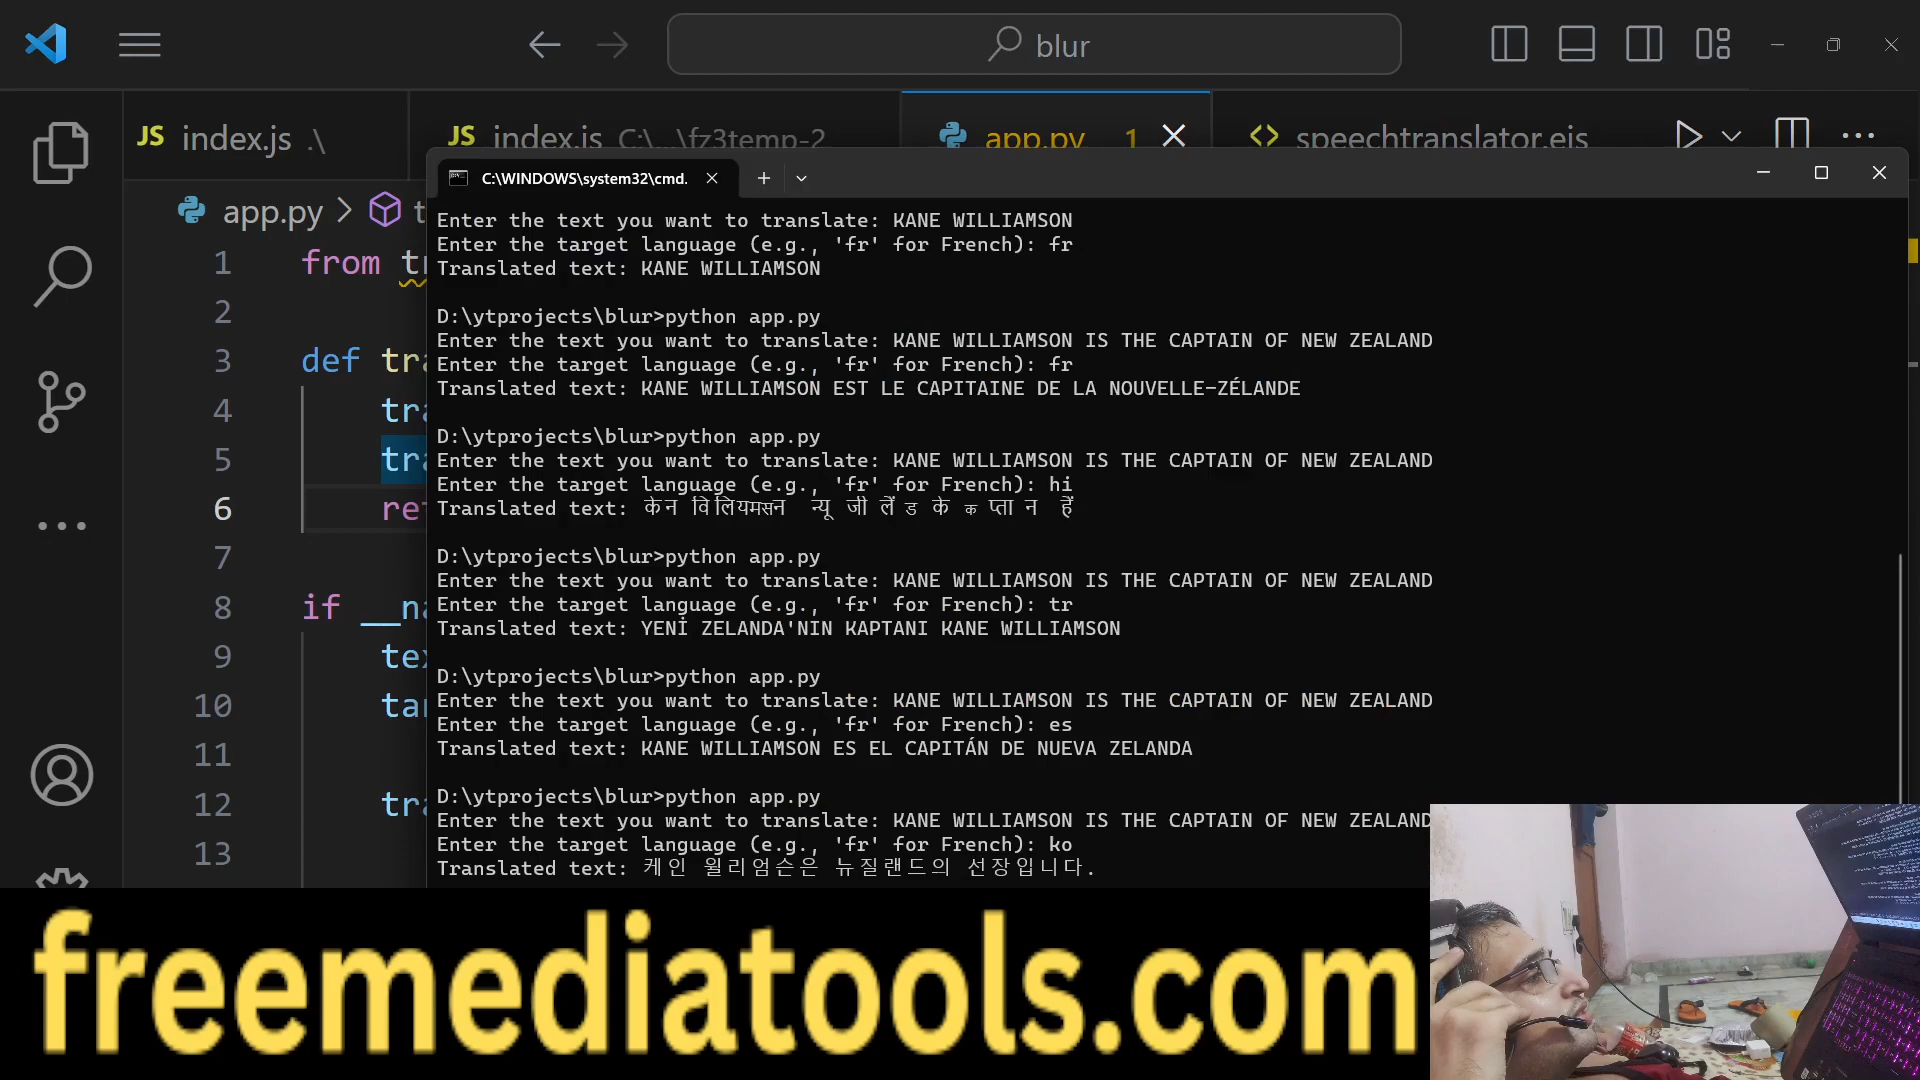 blur
JS index.js .\
JS index.js C:\...\fz3temp-2
app.py 1
speechtranslator.ejs
C:\WINDOWS\system32\cmd.
app.py
1 from
2
3 def
4
5
6
7
8 if
9
10
11
12
13
Enter the text you want to translate: KANE WILLIAMSON
Enter the target language (e.g., 'fr' for French): fr
Translated text: KANE WILLIAMSON
D:\ytprojects\blur>python app.py
Enter the text you want to translate: KANE WILLIAMSON IS THE CAPTAIN OF NEW ZEALAND
Enter the target language (e.g., 'fr' for French): fr
Translated text: KANE WILLIAMSON EST LE CAPITAINE DE LA NOUVELLE-ZÉLANDE
D:\ytprojects\blur>python app.py
Enter the text you want to translate: KANE WILLIAMSON IS THE CAPTAIN OF NEW ZEALAND
Enter the target language (e.g., 'fr' for French): hi
Translated text: केन विलियमसन न्यूजीलैंड के कप्तान हैं
D:\ytprojects\blur>python app.py
Enter the text you want to translate: KANE WILLIAMSON IS THE CAPTAIN OF NEW ZEALAND
Enter the target language (e.g., 'fr' for French): tr
Translated text: YENİ ZELANDA'NIN KAPTANI KANE WILLIAMSON
D:\ytprojects\blur>python app.py
Enter the text you want to translate: KANE WILLIAMSON IS THE CAPTAIN OF NEW ZEALAND
Enter the target language (e.g., 'fr' for French): es
Translated text: KANE WILLIAMSON ES EL CAPITÁN DE NUEVA ZELANDA
D:\ytprojects\blur>python app.py
Enter the text you want to translate: KANE WILLIAMSON IS THE CAPTAIN OF NEW ZEALAND
Enter the target language (e.g., 'fr' for French): ko
Translated text: 케인 윌리엄슨은 뉴질랜드의 선장입니다.
freemediatools.com